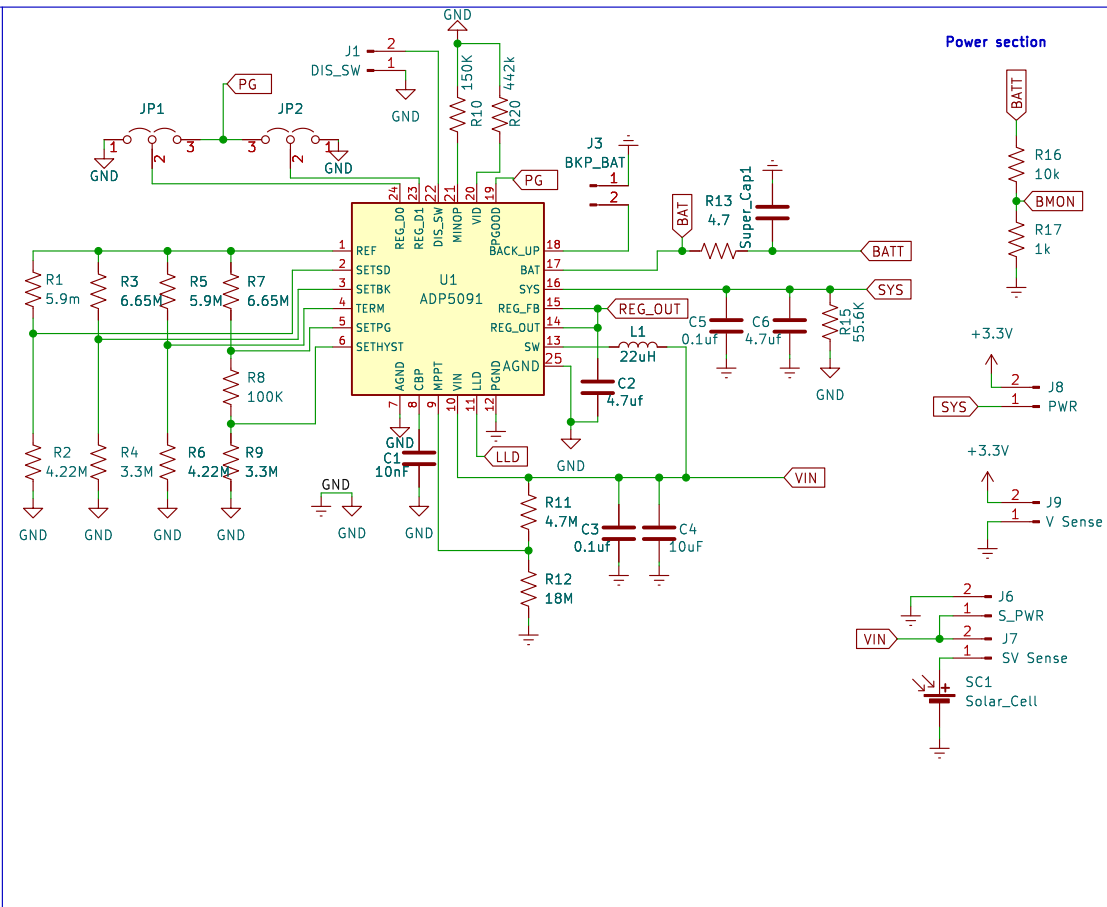 Power section
GND
J1
2
DIS_SW
1
GND
150K
R10
442k
R20
PG
JP1
JP2
1
2
3
3
2
1
GND
GND
J3
BKP_BAT
1
2
PG
BATT
R16
10k
BMON
R17
1k
BAT
R13
4.7
Super_Cap1
BATT
24
23
22
21
20
19
REG_D0
REG_D1
DIS_SW
MINOP
VID
PGOOD
1
REF
2
SETSD
3
SETBK
4
TERM
5
SETPG
6
SETHYST
U1
ADP5091
BACK_UP
18
BAT
17
SYS
16
REG_FB
15
REG_OUT
14
SW
13
AGND
25
AGND
CBP
MPPT
VIN
LLD
PGND
7
8
9
10
11
12
R1
5.9m
R3
6.65M
R5
5.9M
R7
6.65M
R8
100K
R2
4.22M
R4
3.3M
R6
4.22M
R9
3.3M
GND
GND
GND
GND
SYS
REG_OUT
L1
22uH
C5
0.1uf
C6
4.7uf
R15
55.6K
GND
C2
4.7uf
GND
GND
C1
10nF
GND
GND
LLD
VIN
R11
4.7M
C3
0.1uf
C4
10uF
R12
18M
+3.3V
2
J8
SYS
1
PWR
+3.3V
2
J9
1
V Sense
2
J6
1
S_PWR
VIN
2
J7
1
SV Sense
SC1
Solar_Cell